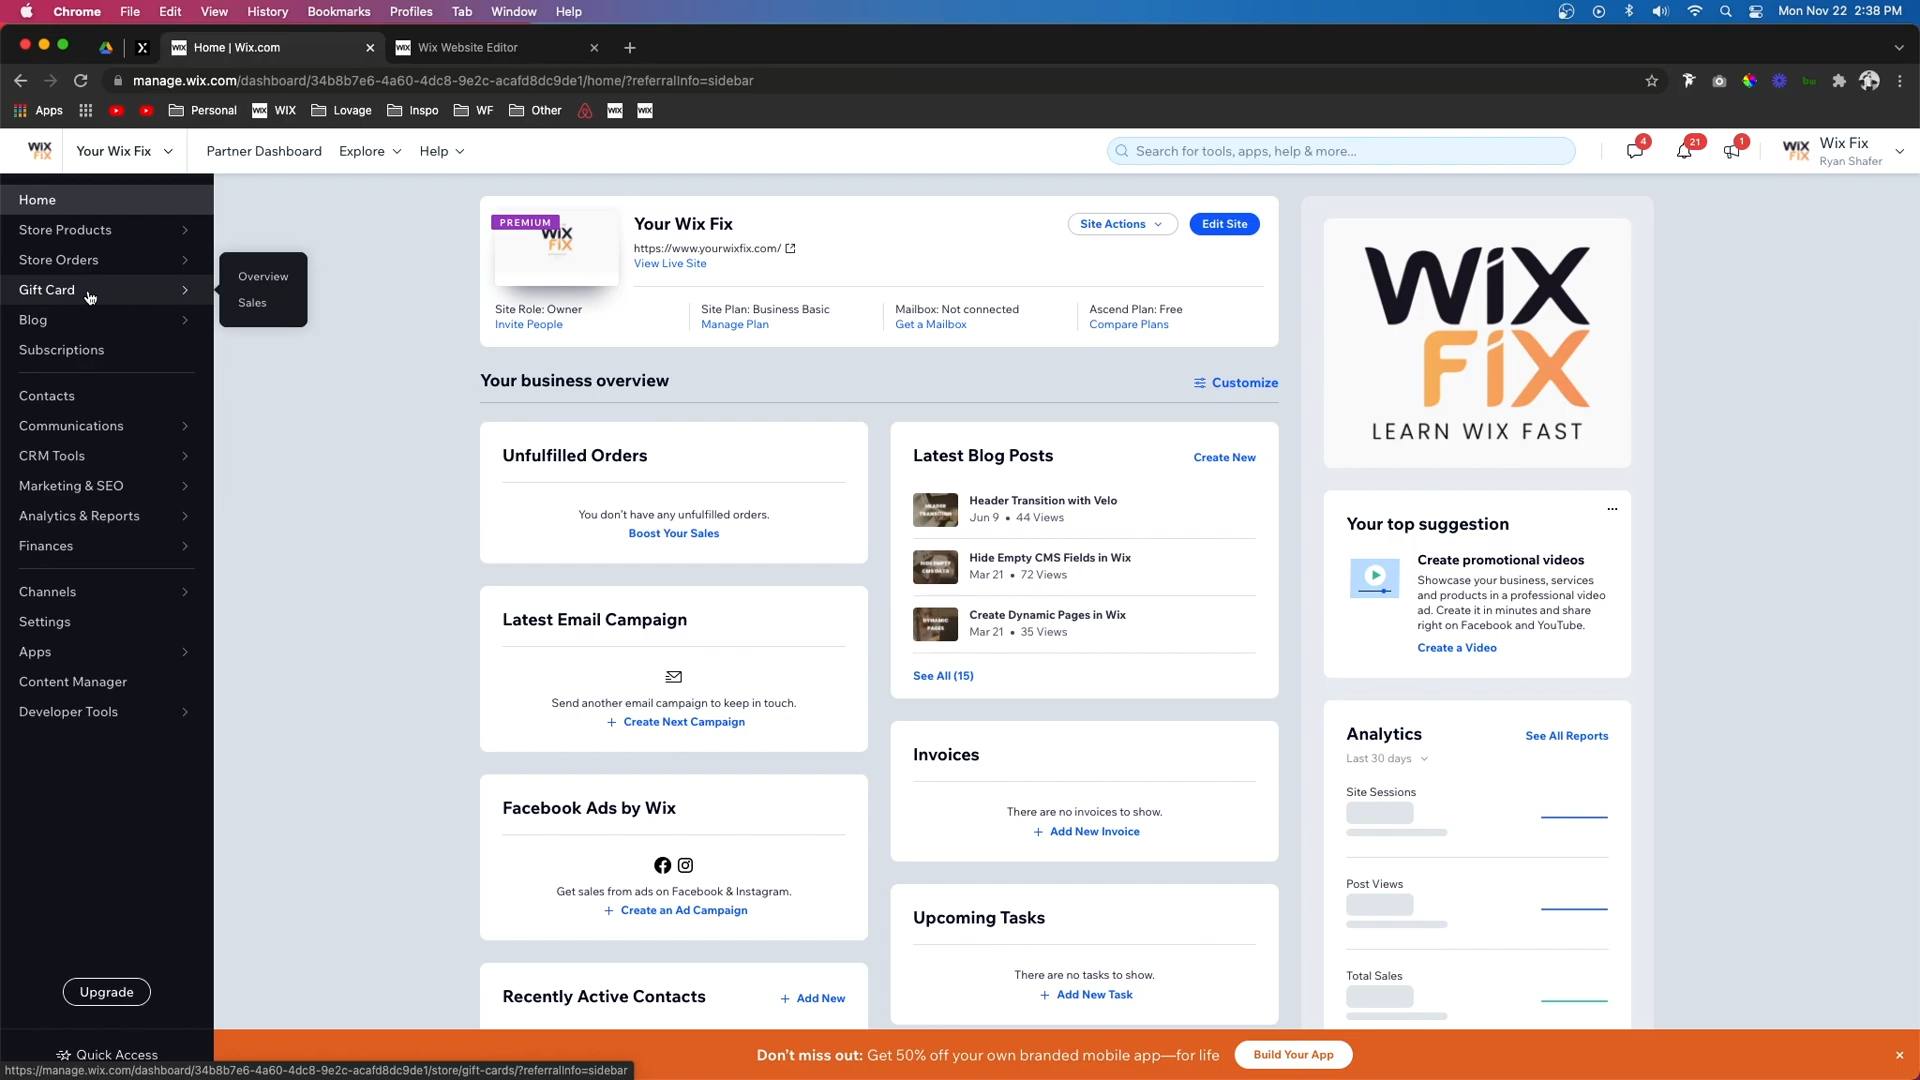 Chrome File Edit View History Bookmarks Profiles Tab Window Help Mon Nov 22 2:38 PM
Home | Wix.com Wix Website Editor
manage.wix.com/dashboard/34b8b7e6-4a60-4dc8-9e2c-acafd8dc9de1/home/?referralInfo=sidebar
Apps Personal WIX Lovage Inspo WF Other
WIX FIX Your Wix Fix Partner Dashboard Explore Help Search for tools, apps, help & more... 4 21 1 WIX FIX Wix Fix
Ryan Shafer
Home
Store Products
Store Orders
Gift Card
Blog
Subscriptions
Contacts
Communications
CRM Tools
Marketing & SEO
Analytics & Reports
Finances
Channels
Settings
Apps
Content Manager
Developer Tools
Upgrade
Quick Access
Overview
Sales
PREMIUM
WIX
FIX
Your Wix Fix
https://www.yourwixfix.com/
View Live Site
Site Actions
Edit Site
Site Role: Owner
Invite People
Site Plan: Business Basic
Manage Plan
Mailbox: Not connected
Get a Mailbox
Ascend Plan: Free
Compare Plans
Your business overview
Customize
Unfulfilled Orders
You don't have any unfulfilled orders.
Boost Your Sales
Latest Email Campaign
Send another email campaign to keep in touch.
+ Create Next Campaign
Facebook Ads by Wix
Get sales from ads on Facebook & Instagram.
+ Create an Ad Campaign
Recently Active Contacts
+ Add New
Latest Blog Posts
Create New
HEADER
TRANSITION
Header Transition with Velo
Jun 9 • 44 Views
HIDE EMPTY
CMS DATA
Hide Empty CMS Fields in Wix
Mar 21 • 72 Views
DYNAMIC
PAGES
Create Dynamic Pages in Wix
Mar 21 • 35 Views
See All (15)
Invoices
There are no invoices to show.
+ Add New Invoice
Upcoming Tasks
There are no tasks to show.
+ Add New Task
WIX
FIX
LEARN WIX FAST
Your top suggestion
Create promotional videos
Showcase your business, services
and products in a professional video
ad. Create it in minutes and share
right on Facebook and YouTube.
Create a Video
Analytics
See All Reports
Last 30 days
Site Sessions
Post Views
Total Sales
Don't miss out: Get 50% off your own branded mobile app—for life
Build Your App
https://manage.wix.com/dashboard/34b8b7e6-4a60-4dc8-9e2c-acafd8dc9de1/store/gift-cards/?referralInfo=sidebar